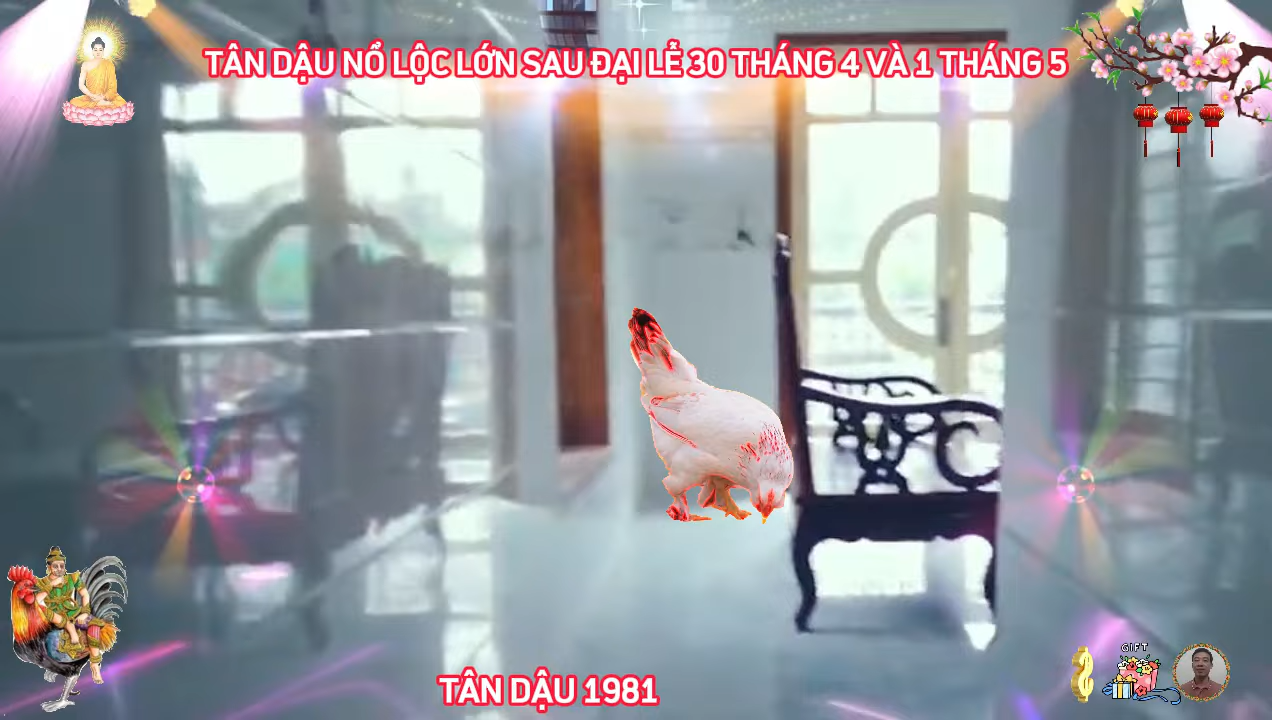 TÂN DẬU NỔ LỘC LỚN SAU ĐẠI LỄ 30 THÁNG 4 VÀ 1 THÁNG 5
GIFT
TÂN DẬU 1981